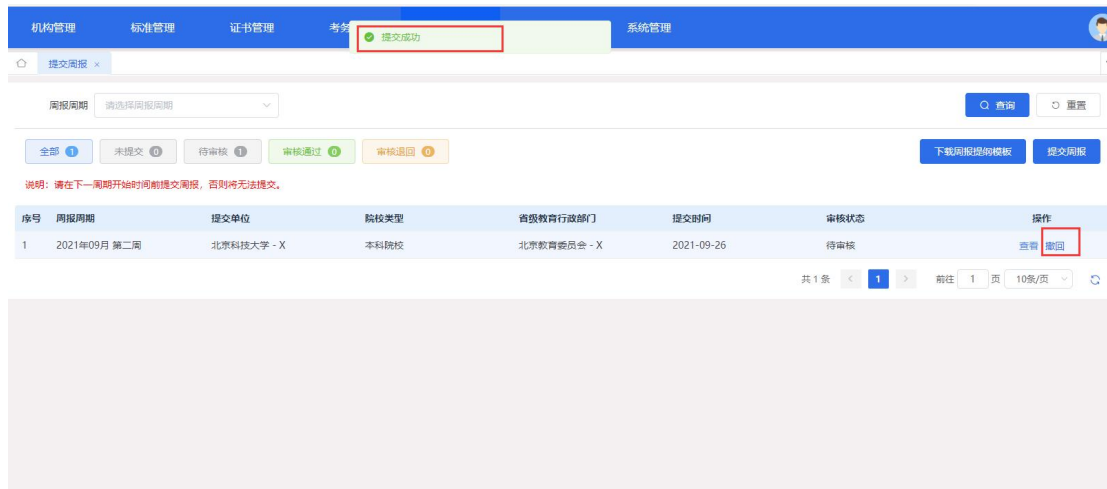 机构管理 标准管理 证书管理 考务 系统管理
提交成功
提交周报 ×
周报周期 请选择周报周期 查询 重置
全部 1 未提交 0 待审核 1 审核通过 0 审核退回 0 下载周报提纲模板 提交周报
说明：请在下一周期开始时间前提交周报，否则将无法提交。
序号 周报周期 提交单位 院校类型 省级教育行政部门 提交时间 审核状态 操作
1 2021年09月 第二周 北京科技大学 - X 本科院校 北京教育委员会 - X 2021-09-26 待审核 查看 撤回
共 1 条 < 1 > 前往 1 页 10条/页